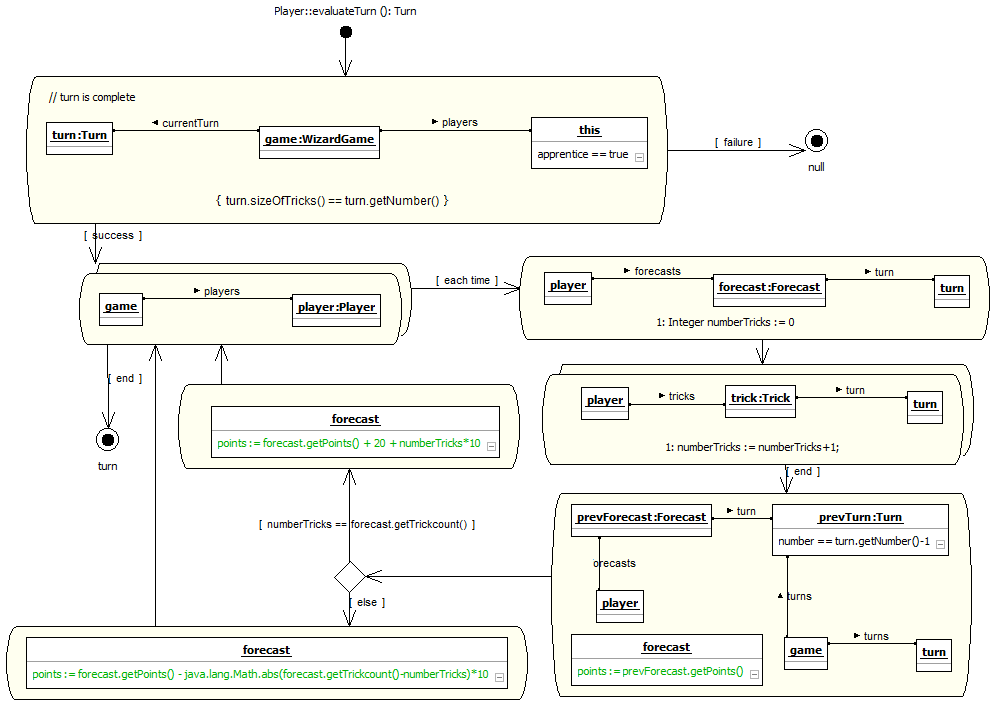 Player::evaluateTurn (): Turn
// turn is complete
turn:Turn
◄ currentTurn
game:WizardGame
► players
this
apprentice == true
{ turn.sizeOfTricks() == turn.getNumber() }
[ failure ]
null
[ success ]
game
► players
player:Player
[ each time ]
player
► forecasts
forecast:Forecast
► turn
turn
1: Integer numberTricks := 0
[ end ]
turn
player
► tricks
trick:Trick
► turn
turn
1: numberTricks := numberTricks+1;
[ end ]
forecast
points := forecast.getPoints() + 20 + numberTricks*10
[ numberTricks == forecast.getTrickcount() ]
[ else ]
prevForecast:Forecast
► turn
prevTurn:Turn
number == turn.getNumber()-1
orecasts
player
▲ turns
game
► turns
turn
forecast
points := prevForecast.getPoints()
forecast
points := forecast.getPoints() - java.lang.Math.abs(forecast.getTrickcount()-numberTricks)*10